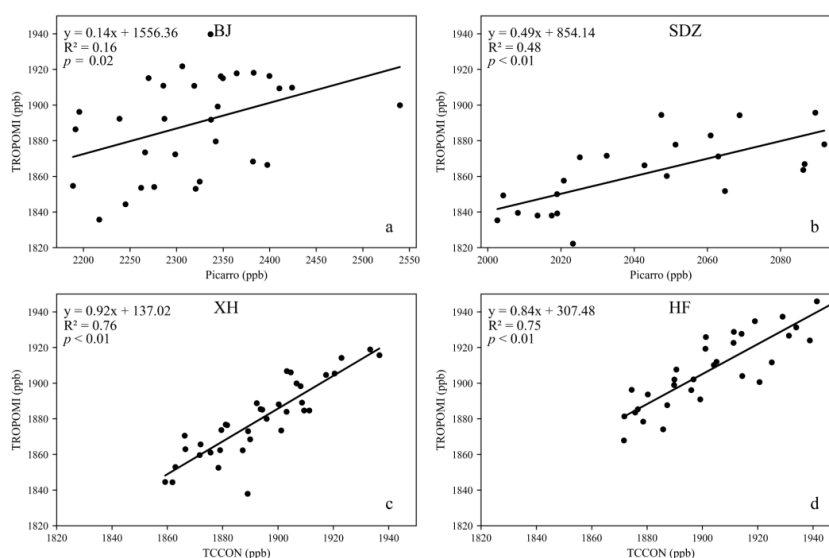 BJ
y = 0.14x + 1556.36
R² = 0.16
p = 0.02
1940
1920
1900
1880
1860
1840
1820
TROPOMI (ppb)
2200 2250 2300 2350 2400 2450 2500 2550
Picarro (ppb)
a
SDZ
y = 0.49x + 854.14
R² = 0.48
p < 0.01
1940
1920
1900
1880
1860
1840
1820
TROPOMI (ppb)
2000 2020 2040 2060 2080
Picarro (ppb)
b
XH
y = 0.92x + 137.02
R² = 0.76
p < 0.01
1940
1920
1900
1880
1860
1840
1820
TROPOMI (ppb)
1820 1840 1860 1880 1900 1920 1940
TCCON (ppb)
c
HF
y = 0.84x + 307.48
R² = 0.75
p < 0.01
1940
1920
1900
1880
1860
1840
1820
TROPOMI (ppb)
1820 1840 1860 1880 1900 1920 1940
TCCON (ppb)
d